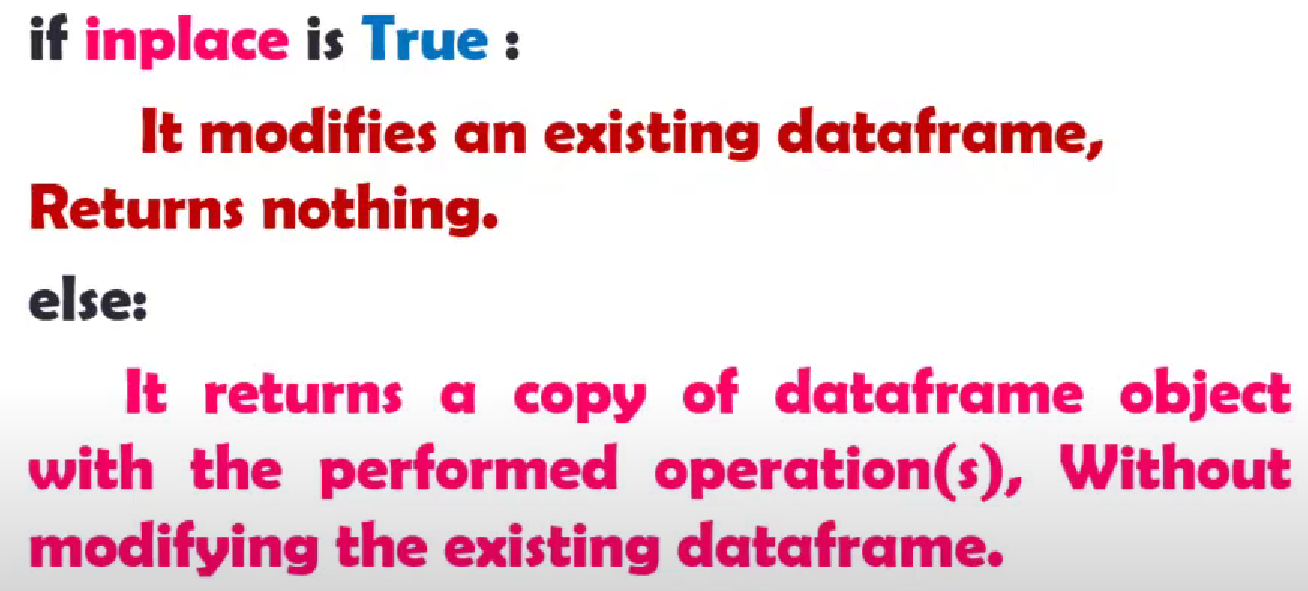 if inplace is True :
It modifies an existing dataframe,
Returns nothing.
else:
It returns a copy of dataframe object
with the performed operation(s), Without
modifying the existing dataframe.